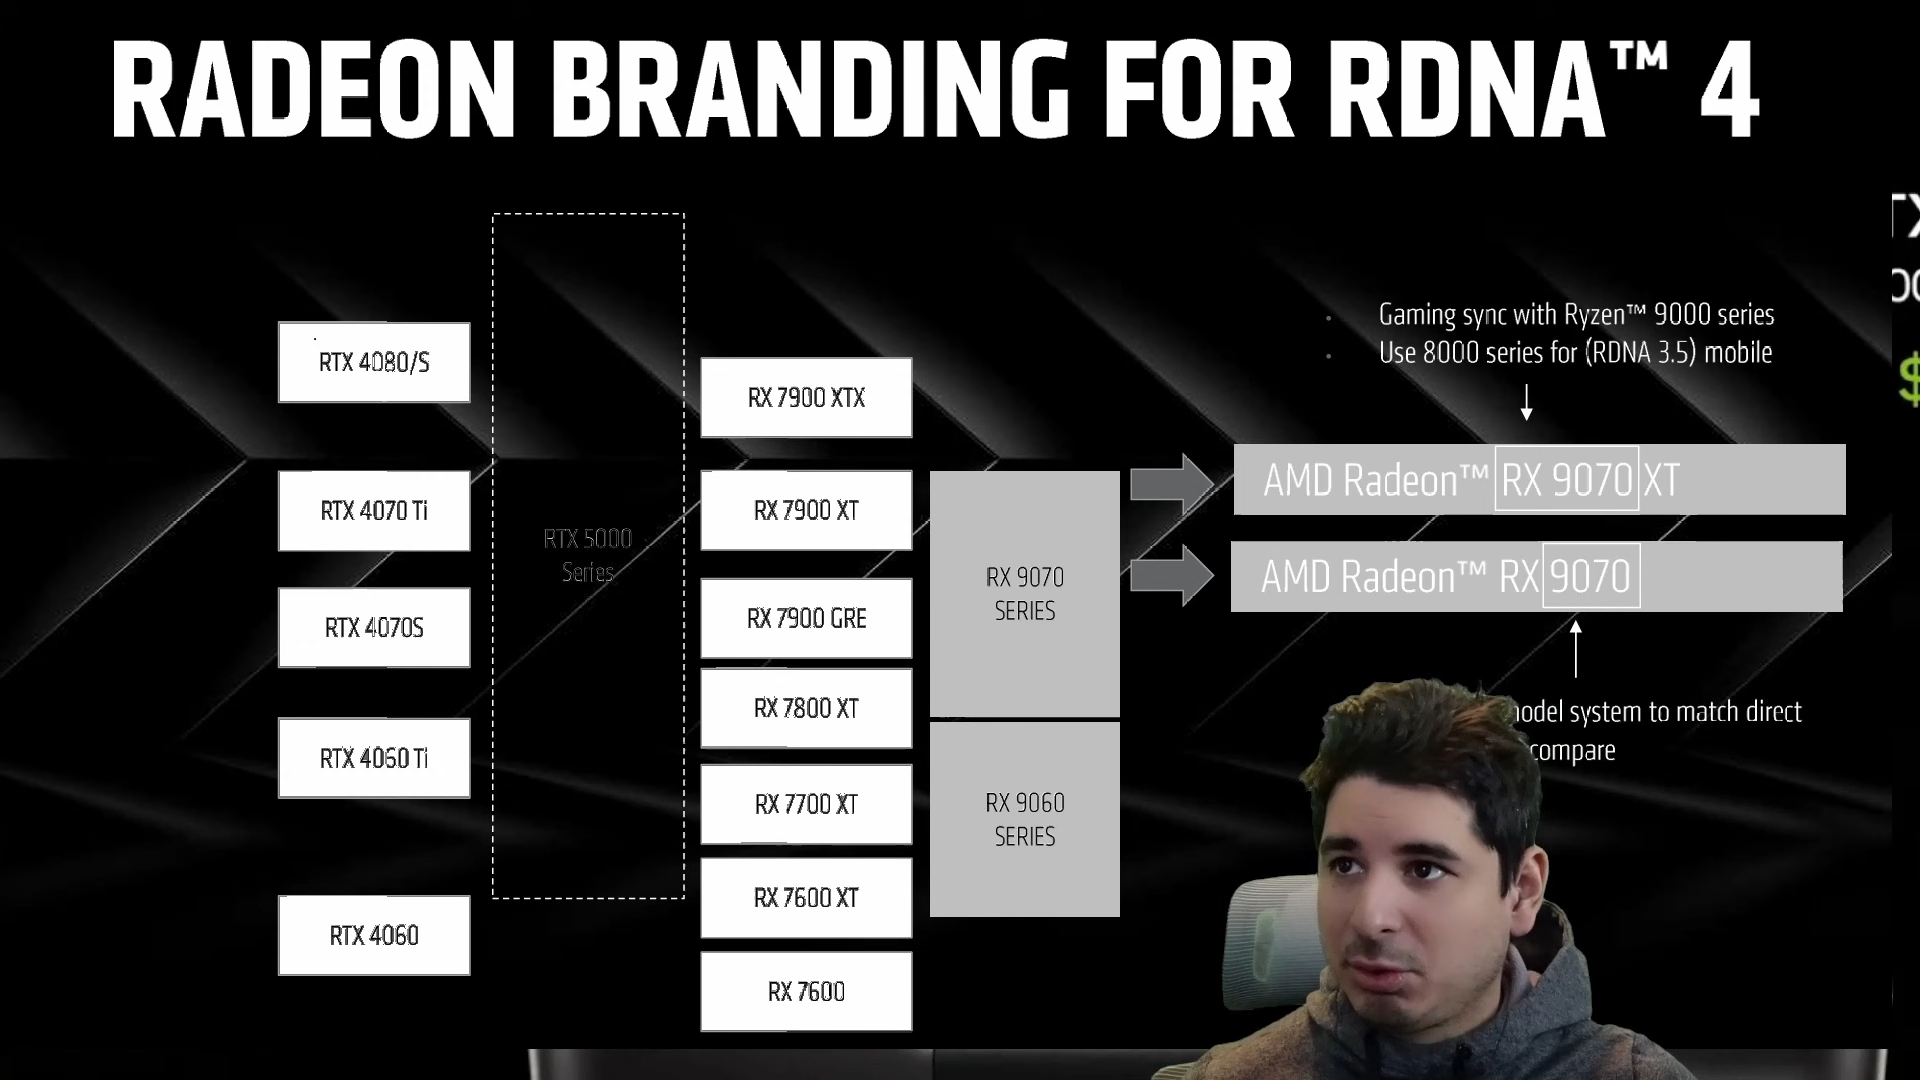 RADEON BRANDING FOR RDNA™ 4
RTX 4080/S
RTX 4070 Ti
RTX 4070S
RTX 4060 Ti
RTX 4060
RTX 5000
Series
RX 7900 XTX
RX 7900 XT
RX 7900 GRE
RX 7800 XT
RX 7700 XT
RX 7600 XT
RX 7600
RX 9070
SERIES
RX 9060
SERIES
Gaming sync with Ryzen™ 9000 series
Use 8000 series for (RDNA 3.5) mobile
AMD Radeon™ RX 9070 XT
AMD Radeon™ RX 9070
system to match direct
compare
$